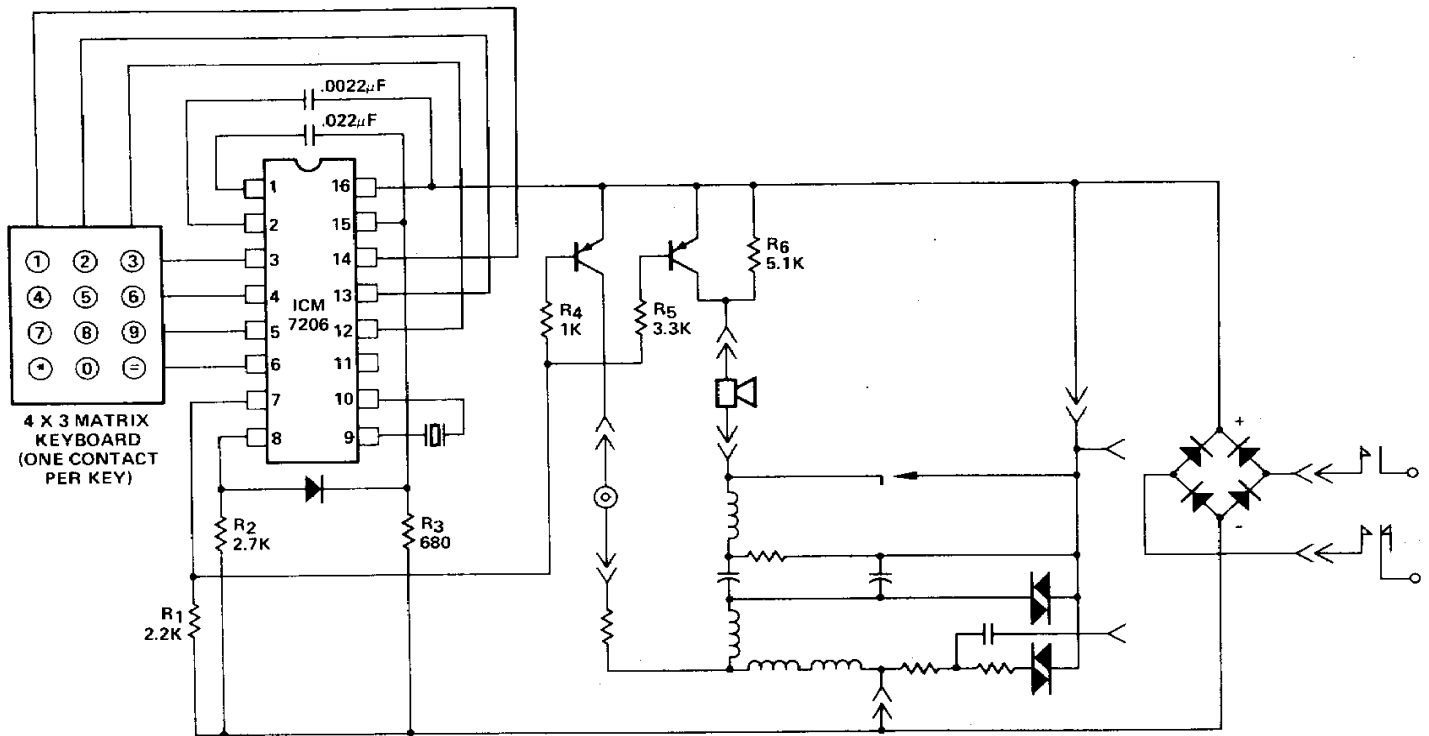 .0022μF
.022μF
1 16
2 15
3 14
4 13
5 12
6 11
7 10
8 9
ICM
7206
1 2 3
4 5 6
7 8 9
* 0 =
4 X 3 MATRIX
KEYBOARD
(ONE CONTACT
PER KEY)
R1
2.2K
R2
2.7K
R3
680
R4
1K
R5
3.3K
R6
5.1K
+
-